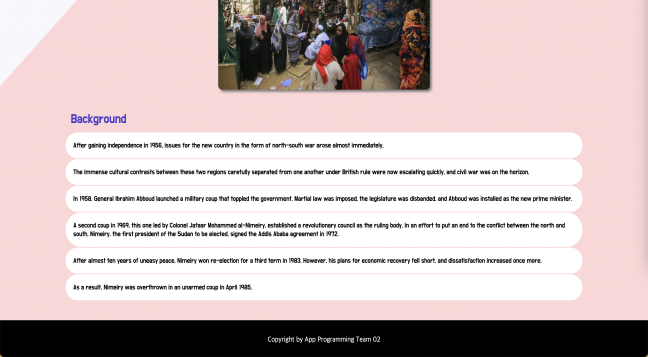 Background
After gaining independence in 1956, issues for the new country in the form of north-south war arose almost immediately.
The immense cultural contrasts between these two regions carefully separated from one another under British rule were now escalating quickly, and civil war was on the horizon.
In 1958, General Ibrahim Abboud launched a military coup that toppled the government. Martial law was imposed, the legislature was disbanded, and Abboud was installed as the new prime minister.
A second coup in 1969, this one led by Colonel Jafaar Mohammed al-Nimeiry, established a revolutionary council as the ruling body. In an effort to put an end to the conflict between the north and
south, Nimeiry, the first president of the Sudan to be elected, signed the Addis Ababa agreement in 1972.
After almost ten years of uneasy peace, Nimeiry won re-election for a third term in 1983. However, his plans for economic recovery fell short, and dissatisfaction increased once more.
As a result, Nimeiry was overthrown in an unarmed coup in April 1985.
Copyright by App Programming Team 02